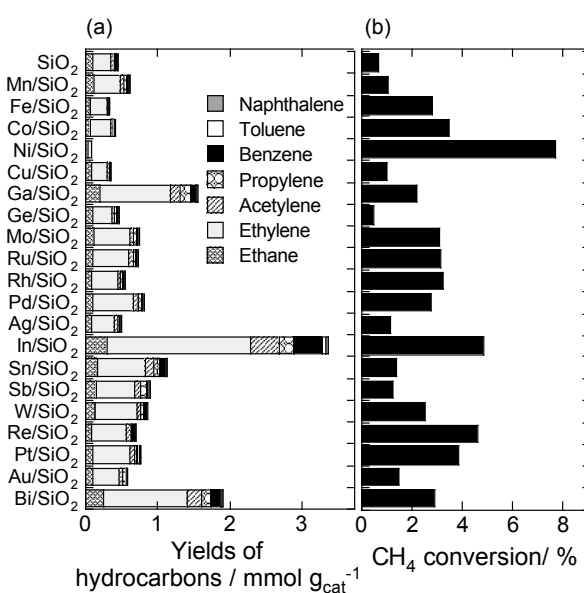 (a)
(b)
SiO₂
Mn/SiO₂
Fe/SiO₂
Co/SiO₂
Ni/SiO₂
Cu/SiO₂
Ga/SiO₂
Ge/SiO₂
Mo/SiO₂
Ru/SiO₂
Rh/SiO₂
Pd/SiO₂
Ag/SiO₂
In/SiO₂
Sn/SiO₂
Sb/SiO₂
W/SiO₂
Re/SiO₂
Pt/SiO₂
Au/SiO₂
Bi/SiO₂
Naphthalene
Toluene
Benzene
Propylene
Acetylene
Ethylene
Ethane
0 1 2 3
0 2 4 6 8
Yields of
hydrocarbons / mmol g_cat⁻¹
CH₄ conversion/ %